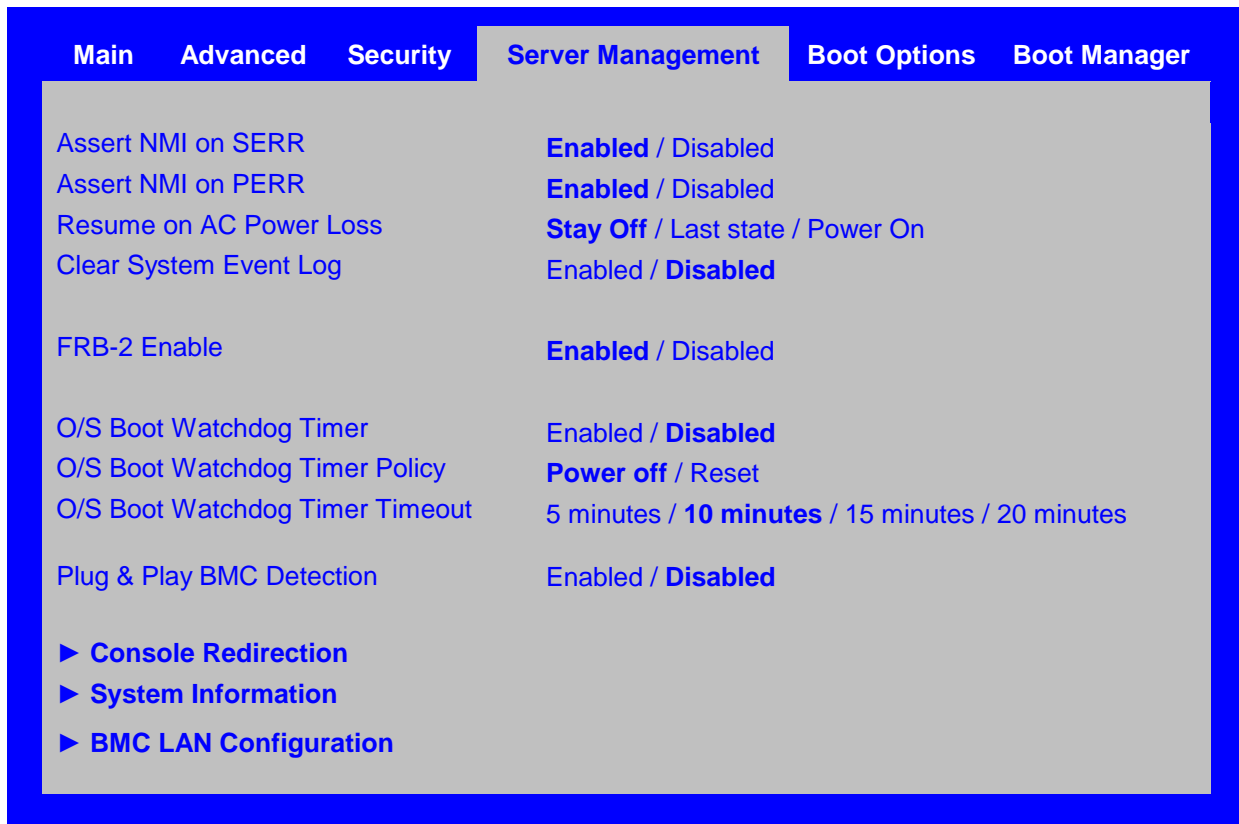 Main Advanced Security Server Management Boot Options Boot Manager
Assert NMI on SERR Enabled / Disabled
Assert NMI on PERR Enabled / Disabled
Resume on AC Power Loss Stay Off / Last state / Power On
Clear System Event Log Enabled / Disabled
FRB-2 Enable Enabled / Disabled
O/S Boot Watchdog Timer Enabled / Disabled
O/S Boot Watchdog Timer Policy Power off / Reset
O/S Boot Watchdog Timer Timeout 5 minutes / 10 minutes / 15 minutes / 20 minutes
Plug & Play BMC Detection Enabled / Disabled
► Console Redirection
► System Information
► BMC LAN Configuration